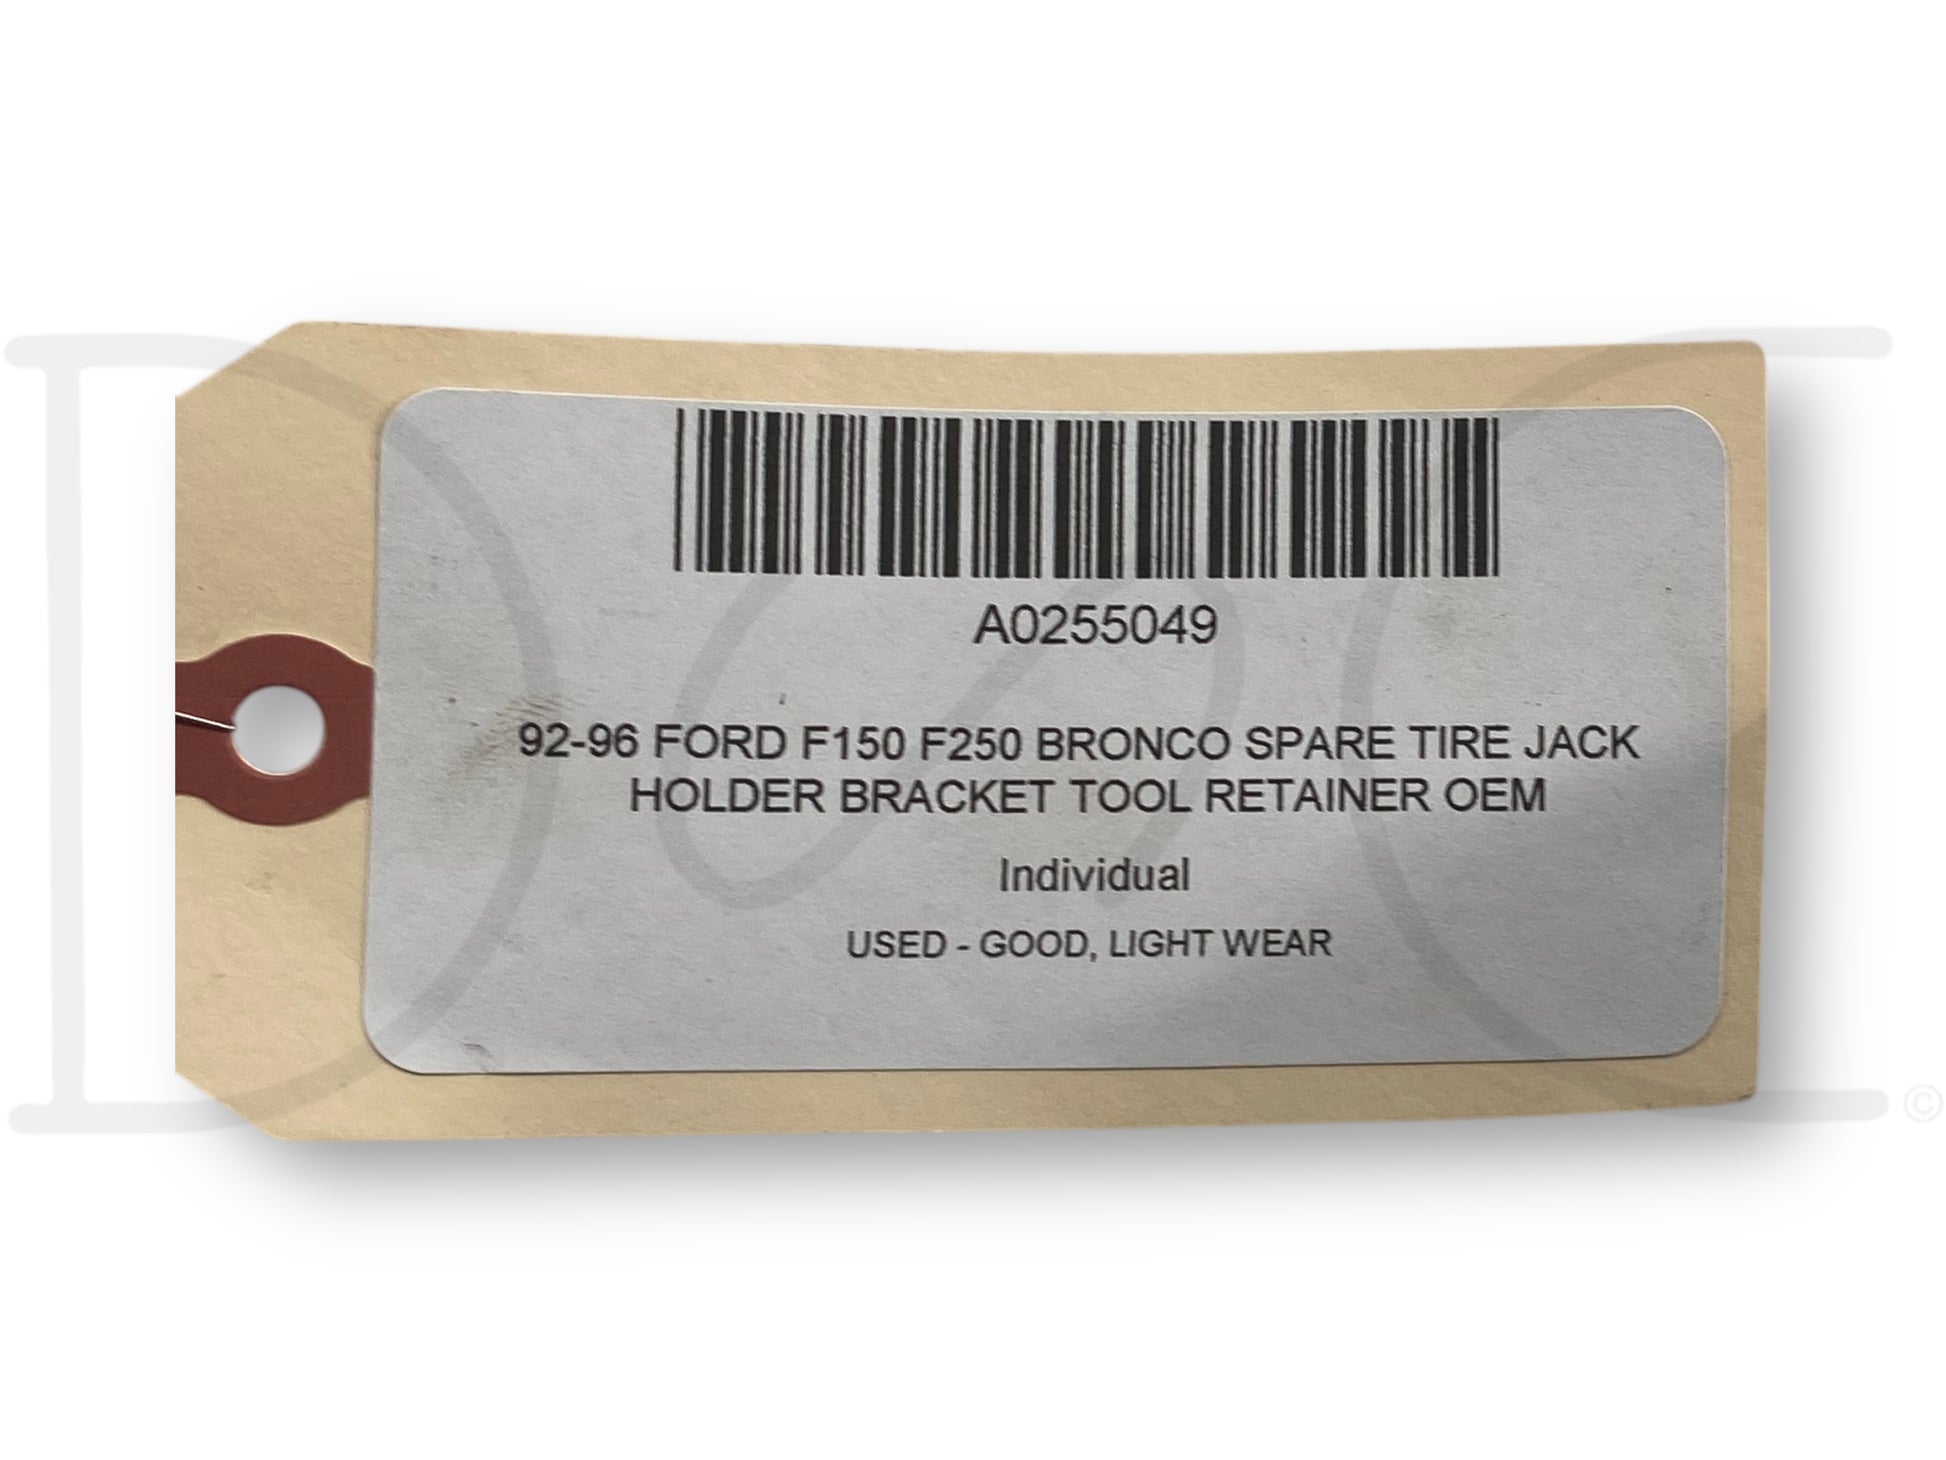 A0255049
92-96 FORD F150 F250 BRONCO SPARE TIRE JACK
HOLDER BRACKET TOOL RETAINER OEM
Individual
USED - GOOD, LIGHT WEAR
©